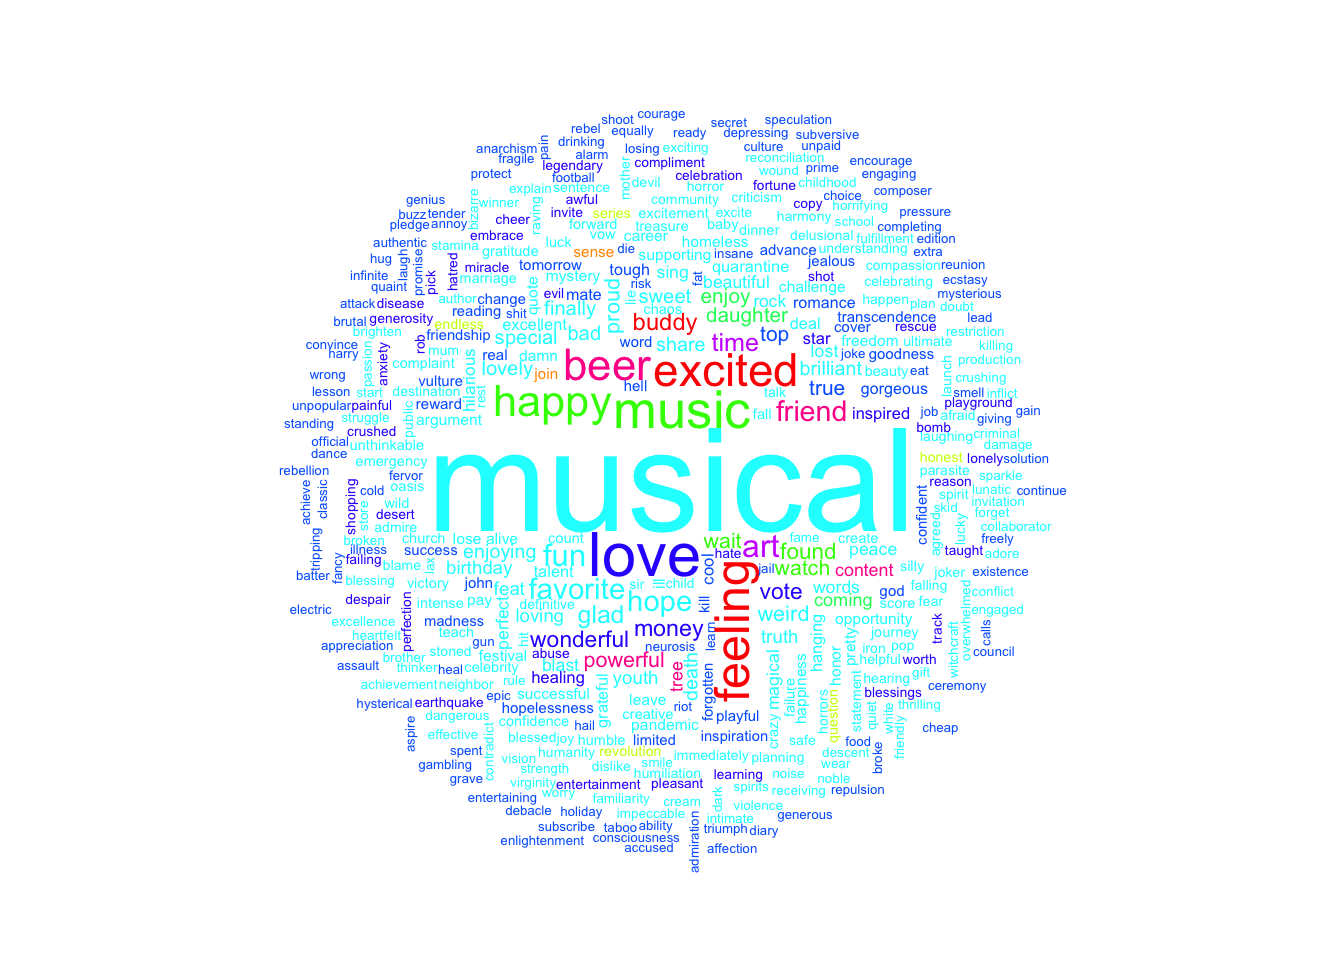 courage
shoot
secret
speculation
rebel
equally
ready
depressing
subversive
pain
drinking
culture
unpaid
anarchism
alarm
losing
exciting
reconciliation
fragile
legendary
compliment
wound
prime
encourage
protect
football
mother
devil
celebration
horror
fortune
childhood
engaging
explain
sentence
awful
community
criticism
copy
choice
composer
genius
winner
bizarre
raving
invite
series
excitement
excite
harmony
school
horrifying
pressure
buzz
tender
cheer
forward
treasure
baby
dinner
delusional
fulfillment
completing
edition
pledge
annoy
embrace
vow
career
homeless
advance
understanding
extra
authentic
stamina
gratitude
luck
sense
die
supporting
insane
jealous
compassion
reunion
hug
laugh
promise
pick
hatred
miracle
tomorrow
tough
sing
fat
quarantine
shot
celebrating
ecstasy
infinite
quaint
marriage
mystery
risk
beautiful
challenge
happen
plan
mysterious
attack
disease
author
change
quote
evil
mate
proud
lie
sweet
enjoy
rock
romance
doubt
brutal
generosity
reading
shit
finally
chaos
daughter
transcendence
rescue
lead
brighten
endless
excellent
buddy
deal
cover
restriction
convince
anxiety
rob
friendship
special
bad
word
share
time
top
star
freedom
ultimate
killing
harry
passion
mum
real
damn
beer
excited
lost
joke
goodness
production
wrong
complaint
hilarious
lovely
join
hell
brilliant
beauty
eat
launch
crushing
lesson
start
destination
vulture
rest
happy
music
talk
true
gorgeous
smell
inflict
unpopular
painful
public
reward
fall
friend
inspired
job
afraid
playground
gain
standing
struggle
argument
bomb
giving
official
crushed
laughing
criminal
dance
unthinkable
musical
honest
lonely
solution
damage
rebellion
emergency
parasite
sparkle
achieve
classic
shopping
store
cold
fervor
oasis
reason
spirit
lunatic
continue
wild
desert
confident
skid
invitation
forget
admire
agreed
lucky
collaborator
tripping
broken
church
lose
alive
count
love
wait
art
found
fame
create
freely
fancy
illness
success
enjoying
fun
cool
hate
peace
taught
adore
failing
blame
tax
birthday
talent
jail
watch
content
silly
joker
existence
batter
blessing
victory
john
feat
favorite
sir
ill
child
feeling
vote
words
god
falling
conflict
despair
intense
pay
definitive
hope
kill
coming
score
fear
overwhelmed
engaged
electric
perfection
madness
perfect
loving
glad
weird
opportunity
track
excellence
heartfelt
teach
hit
wonderful
money
learn
truth
hanging
pretty
journey
witchcraft
calls
appreciation
stoned
gun
abuse
neurosis
iron
pop
council
brother
festival
blast
powerful
tree
death
magical
helpful
worth
assault
thinker
heal
celebrity
healing
youth
forgotten
happiness
honor
hearing
gift
ceremony
achievement
neighbor
rule
successful
grateful
leave
failure
blessings
hysterical
earthquake
epic
hopelessness
creative
riot
playful
horrors
question
statement
quiet
white
thrilling
aspire
dangerous
confidence
hail
pandemic
crazy
friendly
cheap
effective
contradict
blessed
joy
humble
limited
inspiration
safe
food
broke
spent
vision
humanity
revolution
immediately
planning
descent
gambling
strength
dislike
smile
wear
grave
virginity
entertainment
humiliation
pleasant
learning
noise
noble
entertaining
worry
familiarity
cream
dark
spirits
receiving
repulsion
debacle
holiday
impeccable
violence
intimate
generous
subscribe
taboo
ability
triumph
diary
enlightenment
consciousness
accused
admiration
affection